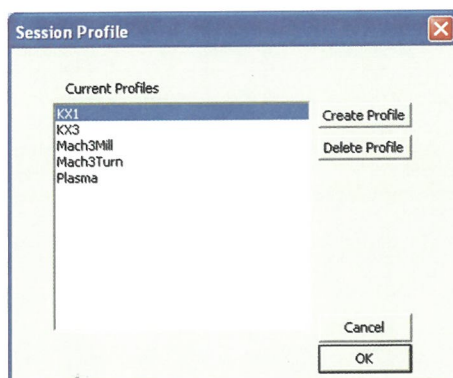 Session Profile
Current Profiles
KX1
KX3
Mach3Mill
Mach3Turn
Plasma
Create Profile
Delete Profile
Cancel
OK